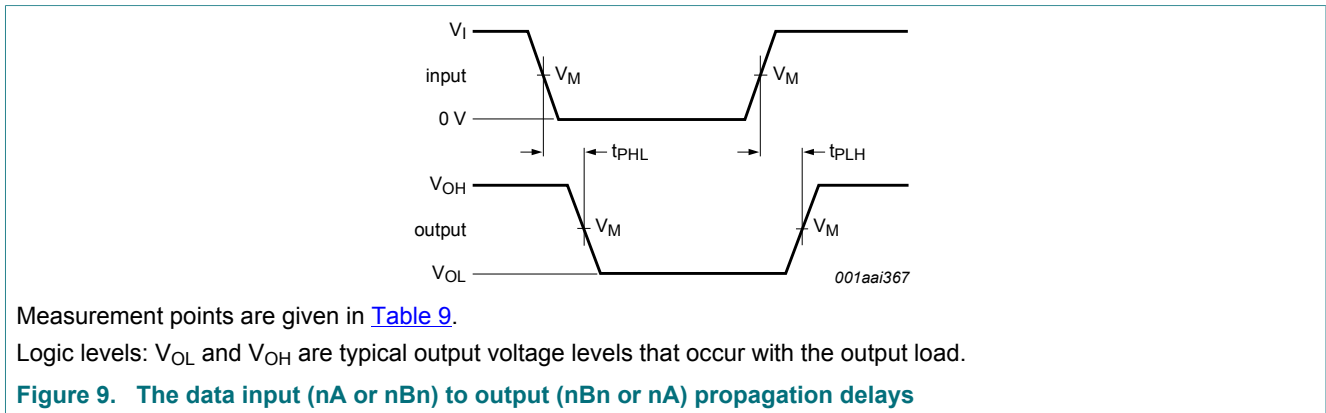 VI
input VM VM
0 V
tPHL tPLH
VOH
output VM VM
VOL
001aai367
Measurement points are given in Table 9.
Logic levels: VOL and VOH are typical output voltage levels that occur with the output load.
Figure 9. The data input (nA or nBn) to output (nBn or nA) propagation delays